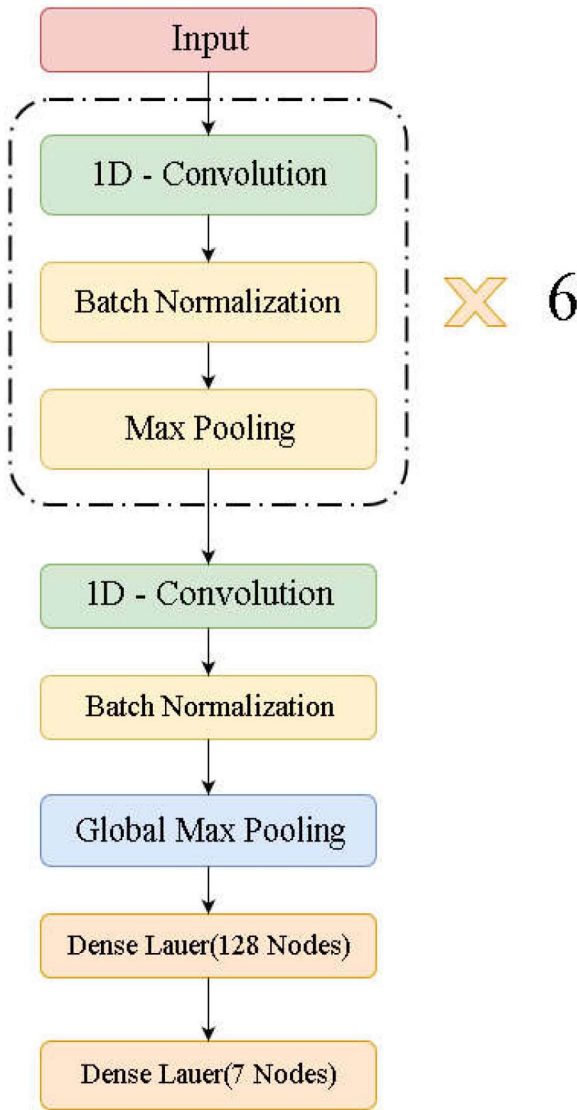 Input
1D - Convolution
Batch Normalization
Max Pooling
6
1D - Convolution
Batch Normalization
Global Max Pooling
Dense Lauer(128 Nodes)
Dense Lauer(7 Nodes)